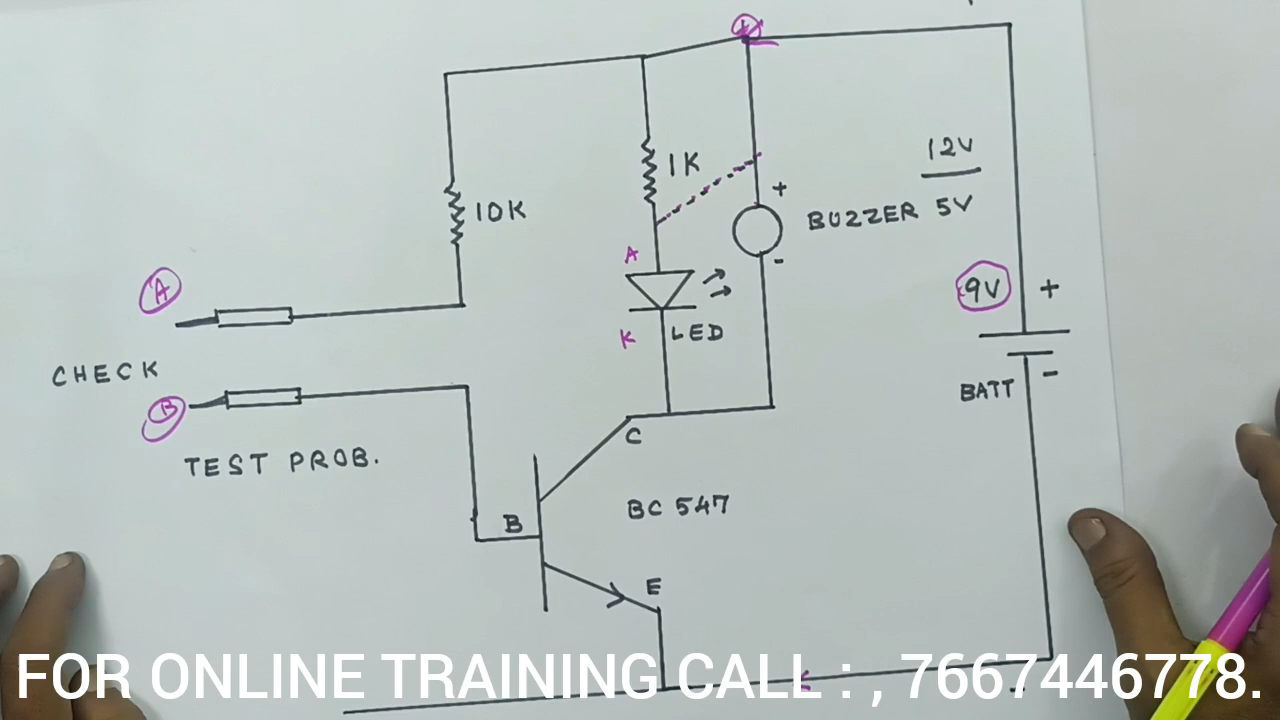 +
12V
1K
+
10K
BUZZER 5V
A
-
A
9V +
K LED
CHECK
BATT -
B
C
TEST PROB.
BC 547
B
E
FOR ONLINE TRAINING CALL : , 7667446778.